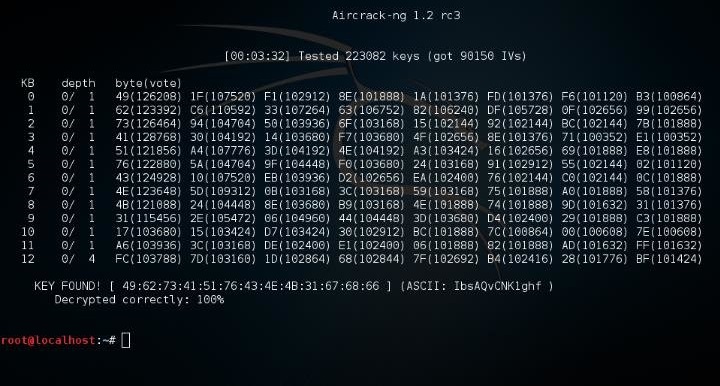 Aircrack-ng 1.2 rc3
[00:03:32] Tested 223082 keys (got 90150 IVs)
KB depth byte(vote)
0 0/ 1 49(126208) 1F(107520) F1(102912) 8E(101888) 1A(101376) FD(101376) F6(101120) B3(100864)
1 0/ 1 62(123392) C6(110592) 33(107264) 63(106752) 82(106240) DF(105728) 0F(102656) 99(102656)
2 0/ 1 73(126464) 94(104704) 50(103936) 6F(103168) 15(102144) 92(102144) BC(102144) 7B(101888)
3 0/ 1 41(128768) 30(104192) 14(103680) F7(103680) 4F(102656) 8E(101376) 71(100352) E1(100352)
4 0/ 1 51(121856) A4(107776) 3D(104192) 4E(104192) A3(103424) 16(102656) 69(101888) E8(101888)
5 0/ 1 76(122880) 5A(104704) 9F(104448) F0(103680) 24(103168) 91(102912) 55(102144) 02(101120)
6 0/ 1 43(124928) 10(107520) EB(103936) D2(102656) EA(102400) 76(102144) C0(102144) 0C(101888)
7 0/ 1 4E(123648) 5D(109312) 0B(103168) 3C(103168) 59(103168) 75(101888) A0(101888) 58(101376)
8 0/ 1 4B(121088) 24(104448) 8E(103680) B9(103168) 4E(101888) 74(101888) 9D(101632) 31(101376)
9 0/ 1 31(115456) 2E(105472) 06(104960) 44(104448) 3D(103680) D4(102400) 29(101888) C3(101888)
10 0/ 1 17(103680) 15(103424) D7(103424) 30(102912) BC(101888) 7C(100864) 00(100608) 7E(100608)
11 0/ 1 A6(103936) 3C(103168) DE(102400) E1(102400) 06(101888) 82(101888) AD(101632) FF(101632)
12 0/ 4 FC(103788) 7D(103160) 1D(102864) 68(102844) 7F(102692) B4(102416) 28(101776) BF(101424)
KEY FOUND! [ 49:62:73:41:51:76:43:4E:4B:31:67:68:66 ] (ASCII: IbsAQvCNK1ghf )
Decrypted correctly: 100%
root@localhost:~#